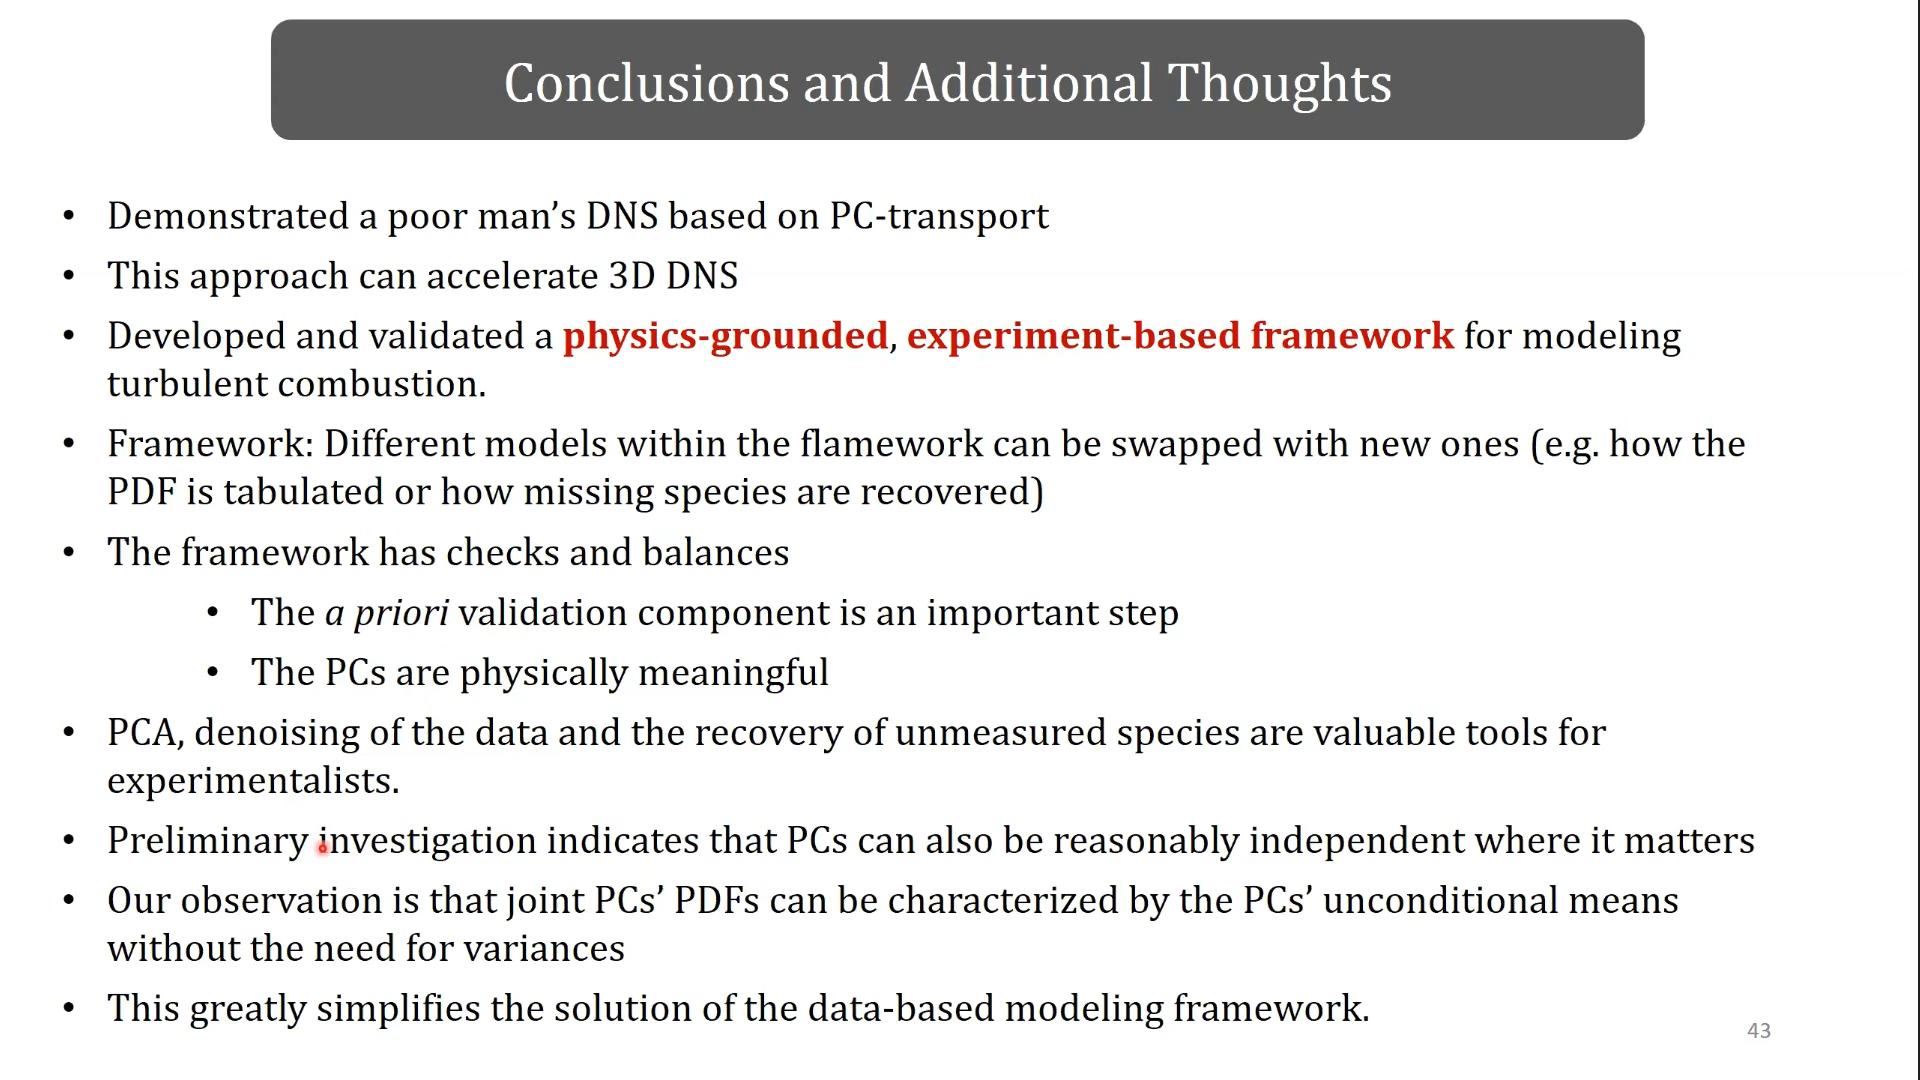 Conclusions and Additional Thoughts
• Demonstrated a poor man’s DNS based on PC-transport
• This approach can accelerate 3D DNS
• Developed and validated a physics-grounded, experiment-based framework for modeling
turbulent combustion.
• Framework: Different models within the flamework can be swapped with new ones (e.g. how the
PDF is tabulated or how missing species are recovered)
• The framework has checks and balances
• The a priori validation component is an important step
• The PCs are physically meaningful
• PCA, denoising of the data and the recovery of unmeasured species are valuable tools for
experimentalists.
• Preliminary investigation indicates that PCs can also be reasonably independent where it matters
• Our observation is that joint PCs’ PDFs can be characterized by the PCs’ unconditional means
without the need for variances
• This greatly simplifies the solution of the data-based modeling framework.
43